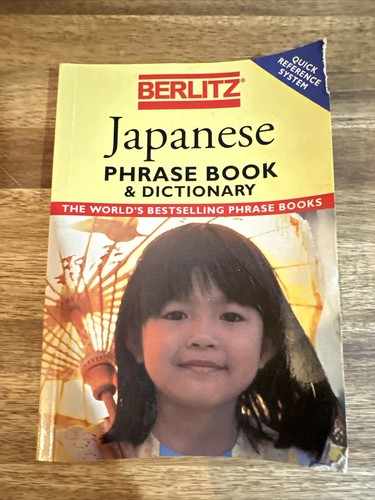 QUICK
REFERENCE
SYSTEM
BERLITZ®
Japanese
PHRASE BOOK
& DICTIONARY
THE WORLD'S BESTSELLING PHRASE BOOKS